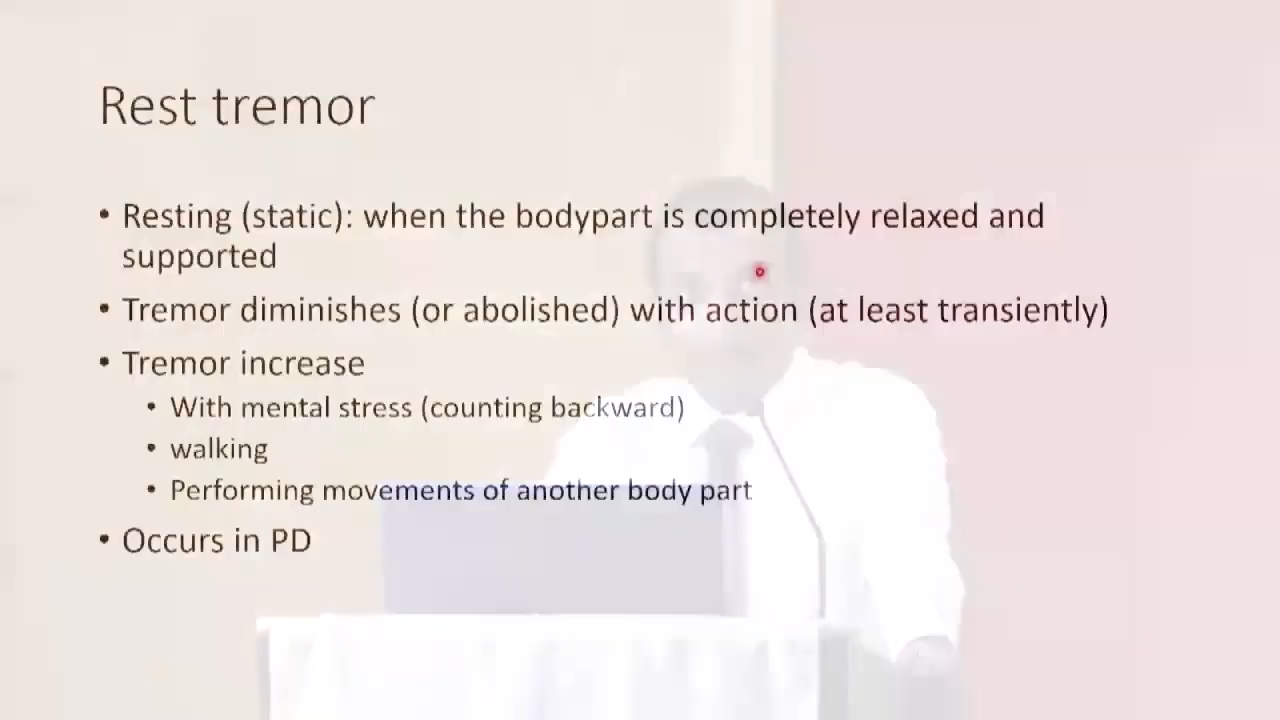 Rest tremor
• Resting (static): when the bodypart is completely relaxed and
supported
• Tremor diminishes (or abolished) with action (at least transiently)
• Tremor increase
• With mental stress (counting backward)
• walking
• Performing movements of another body part
• Occurs in PD